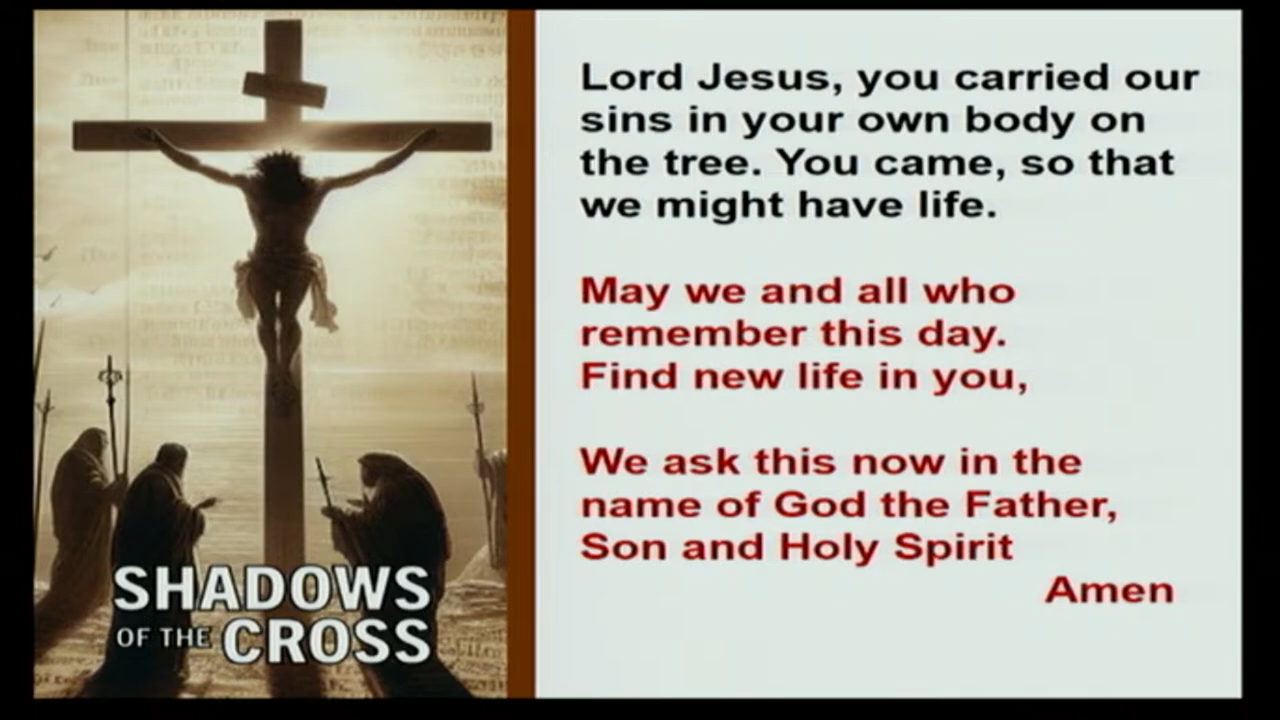 SHADOWS
OF THE CROSS
Lord Jesus, you carried our
sins in your own body on
the tree. You came, so that
we might have life.
May we and all who
remember this day.
Find new life in you,
We ask this now in the
name of God the Father,
Son and Holy Spirit
Amen